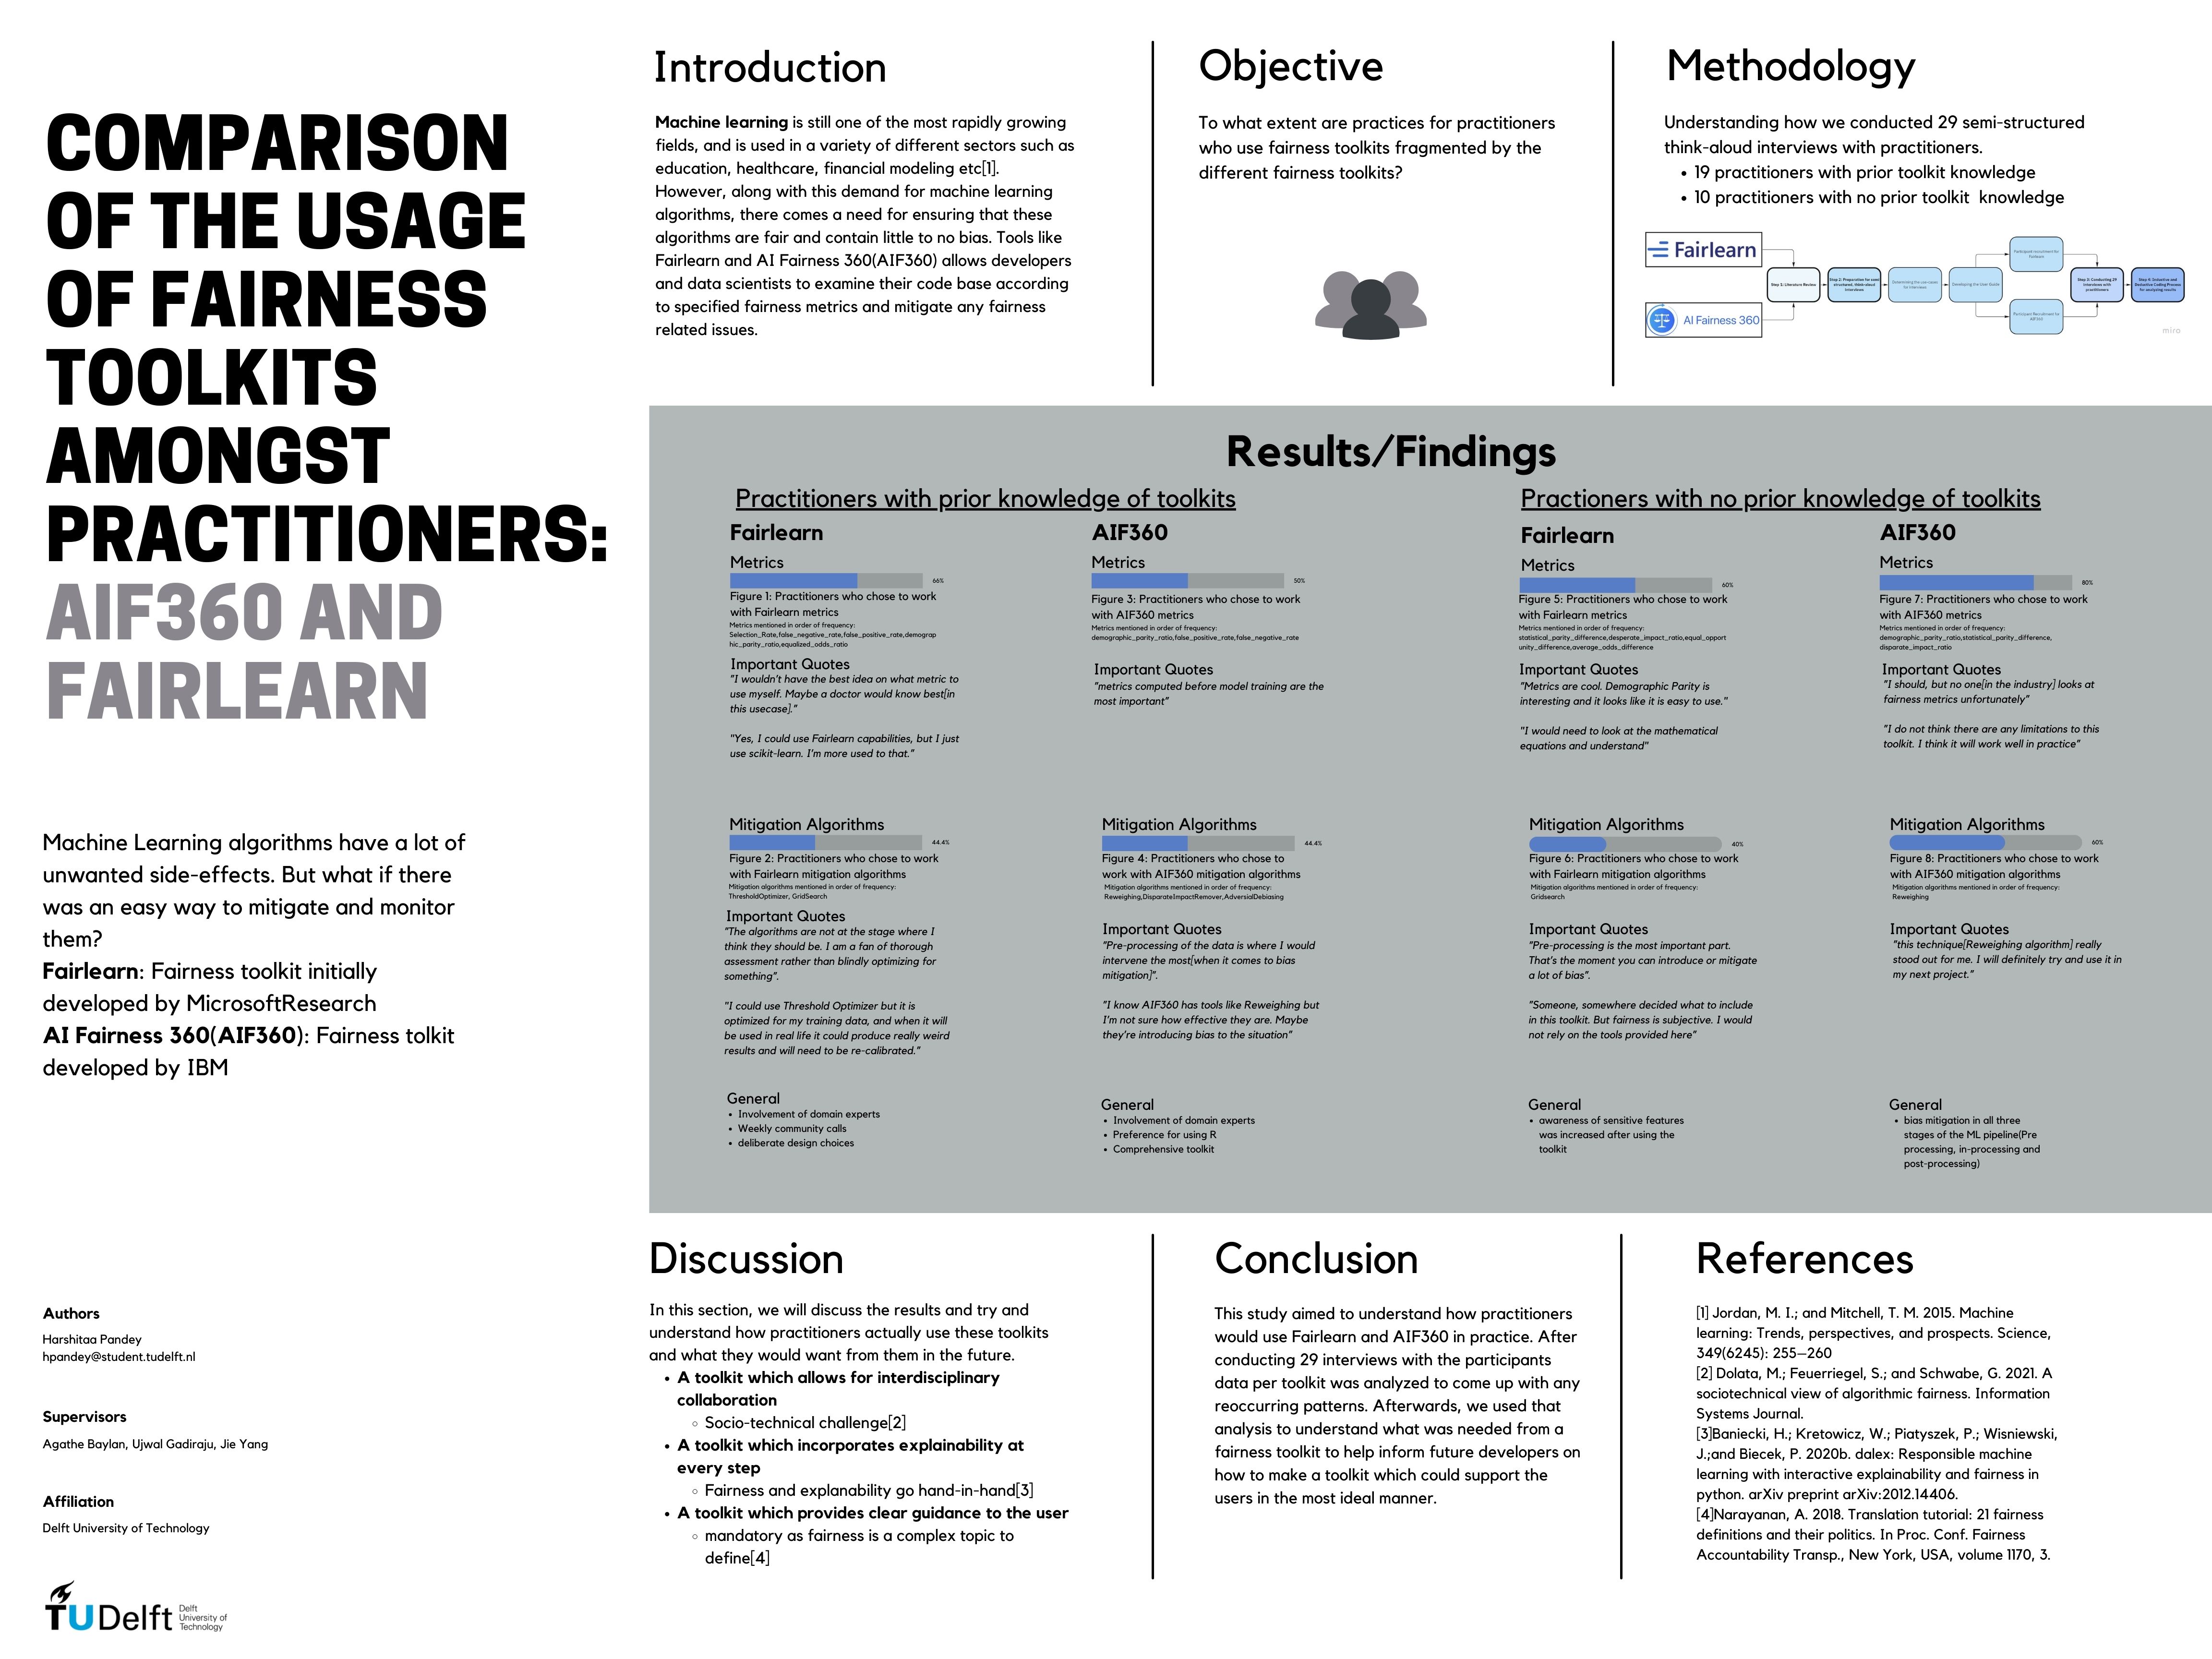 COMPARISON
OF THE USAGE
OF FAIRNESS
TOOLKITS
AMONGST
PRACTITIONERS:
AIF360 AND
FAIRLEARN
Machine Learning algorithms have a lot of
unwanted side-effects. But what if there
was an easy way to mitigate and monitor
them?
Fairlearn: Fairness toolkit initially
developed by MicrosoftResearch
AI Fairness 360(AIF360): Fairness tolkit
developed by IBM
Authors
Harshitaa Pandey
hpandey@student.tudelft.nl
Supervisors
Agathe Baylan, Ujwal Gadiraju, Jie Yang
Affiliation
Delft University of Technology
TUDelft
Delft
University of
Technology
Introduction
Machine learning is still one of the most rapidly growing
fields, and is used in a variety of different sectors such as
education, healthcare, financial modeling etc[1].
However, along with this demand for machine learning
algorithms, there comes a need for ensuring that these
algorithms are fair and contain little to no bias. Tools like
Fairlearn and AI Fairness 360(AIF360) allows developers
and data scientists to examine their code base according
to specified fairness metrics and mitigate any fairness
related issues.
Objective
To what extent are practices for practitioners
who use fairness toolkits fragmented by the
different fairness toolkits?
Methodology
Understanding how we conducted 29 semi-structured
think-aloud interviews with practitioners.
• 19 practitioners with prior toolkit knowledge
• 10 practitioners with no prior toolkit  knowledge
Fairlearn
AI Fairness 360
Step 1: Literature Review
Step 2: Preparation for semi
structured, think-aloud
interviews
Determining the use cases
for interviews
Developing the User Guide
Participant recruitment for
Fairlearn
Participant Recruitment for
AIF360
Step 3: Conducting 29
interviews with
practitioners
Step 4: Inductive and
Deductive Coding Process
for analyzing results
miro
Results/Findings
Practitioners with prior knowledge of toolkits
Fairlearn
Metrics
66%
Figure 1: Practitioners who chose to work
with Fairlearn metrics
Metrics mentioned in order of frequency:
Selection_Rate,false_negative_rate,false_positive_rate,demograp
hic_parity_ratio,equalized_odds_ratio
Important Quotes
"I wouldn't have the best idea on what metric to
use myself. Maybe a doctor would know best[in
this usecase]."
"Yes, I could use Fairlearn capabilities, but I just
use scikit-learn. I'm more used to that."
Mitigation Algorithms
44.4%
Figure 2: Practitioners who chose to work
with Fairlearn mitigation algorithms
Mitigation algorithms mentioned in order of frequency:
ThresholdOptimizer, GridSearch
Important Quotes
"The algorithms are not at the stage where I
think they should be. I am a fan of thorough
assessment rather than blindly optimizing for
something".
"I could use Threshold Optimizer but it is
optimized for my training data, and when it will
be used in real life it could produce really weird
results and will need to be re-calibrated."
General
• Involvement of domain experts
• Weekly community calls
• deliberate design choices
AIF360
Metrics
50%
Figure 3: Practitioners who chose to work
with AIF360 metrics
Metrics mentioned in order of frequency:
demographic_parity_ratio,false_positive_rate,false_negative_rate
Important Quotes
"metrics computed before model training are the
most important"
Mitigation Algorithms
44.4%
Figure 4: Practitioners who chose to
work with AIF360 mitigation algorithms
Mitigation algorithms mentioned in order of frequency:
Reweighing,DisparateImpactRemover,AdversialDebiasing
Important Quotes
"Pre-processing of the data is where I would
intervene the most[when it comes to bias
mitigation]".
"I know AIF360 has tools like Reweighing but
I'm not sure how effective they are. Maybe
they're introducing bias to the situation"
General
• Involvement of domain experts
• Preference for using R
• Comprehensive toolkit
Practioners with no prior knowledge of toolkits
Fairlearn
Metrics
60%
Figure 5: Practitioners who chose to work
with Fairlearn metrics
Metrics mentioned in order of frequency:
statistical_parity_difference,desperate_impact_ratio,equal_opport
unity_difference,average_odds_difference
Important Quotes
"Metrics are cool. Demographic Parity is
interesting and it looks like it is easy to use."
"I would need to look at the mathematical
equations and understand"
Mitigation Algorithms
40%
Figure 6: Practitioners who chose to work
with Fairlearn mitigation algorithms
Mitigation algorithms mentioned in order of frequency:
Gridsearch
Important Quotes
"Pre-processing is the most important part.
That's the moment you can introduce or mitigate
a lot of bias".
"Someone, somewhere decided what to include
in this toolkit. But fairness is subjective. I would
not rely on the tools provided here"
General
• awareness of sensitive features
was increased after using the
toolkit
AIF360
Metrics
80%
Figure 7: Practitioners who chose to work
with AIF360 metrics
Metrics mentioned in order of frequency:
demographic_parity_ratio,statistical_parity_difference,
disparate_impact_ratio
Important Quotes
"I should, but no one[in the industry] looks at
fairness metrics unfortunately"
"I do not think there are any limitations to this
toolkit. I think it will work well in practice"
Mitigation Algorithms
60%
Figure 8: Practitioners who chose to work
with AIF360 mitigation algorithms
Mitigation algorithms mentioned in order of frequency:
Reweighing
Important Quotes
"this technique[Reweighing algorithm] really
stood out for me. I will definitely try and use it in
my next project."
General
• bias mitigation in all three
stages of the ML pipeline(Pre
processing, in-processing and
post-processing)
Discussion
In this section, we will discuss the results and try and
understand how practitioners actually use these toolkits
and what they would want from them in the future.
• A toolkit which allows for interdisciplinary
collaboration
○ Socio-technical challenge[2]
• A toolkit which incorporates explainability at
every step
○ Fairness and explanability go hand-in-hand[3]
• A toolkit which provides clear guidance to the user
○ mandatory as fairness is a complex topic to
define[4]
Conclusion
This study aimed to understand how practitioners
would use Fairlearn and AIF360 in practice. After
conducting 29 interviews with the participants
data per toolkit was analyzed to come up with any
reoccurring patterns. Afterwards, we used that
analysis to understand what was needed from a
fairness toolkit to help inform future developers on
how to make a toolkit which could support the
users in the most ideal manner.
References
[1] Jordan, M. I.; and Mitchell, T. M. 2015. Machine
learning: Trends, perspectives, and prospects. Science,
349(6245): 255–260
[2] Dolata, M.; Feuerriegel, S.; and Schwabe, G. 2021. A
sociotechnical view of algorithmic fairness. Information
Systems Journal.
[3]Baniecki, H.; Kretowicz, W.; Piatyszek, P.; Wisniewski,
J.;and Biecek, P. 2020b. dalex: Responsible machine
learning with interactive explainability and fairness in
python. arXiv preprint arXiv:2012.14406.
[4]Narayanan, A. 2018. Translation tutorial: 21 fairness
definitions and their politics. In Proc. Conf. Fairness
Accountability Transp., New York, USA, volume 1170, 3.